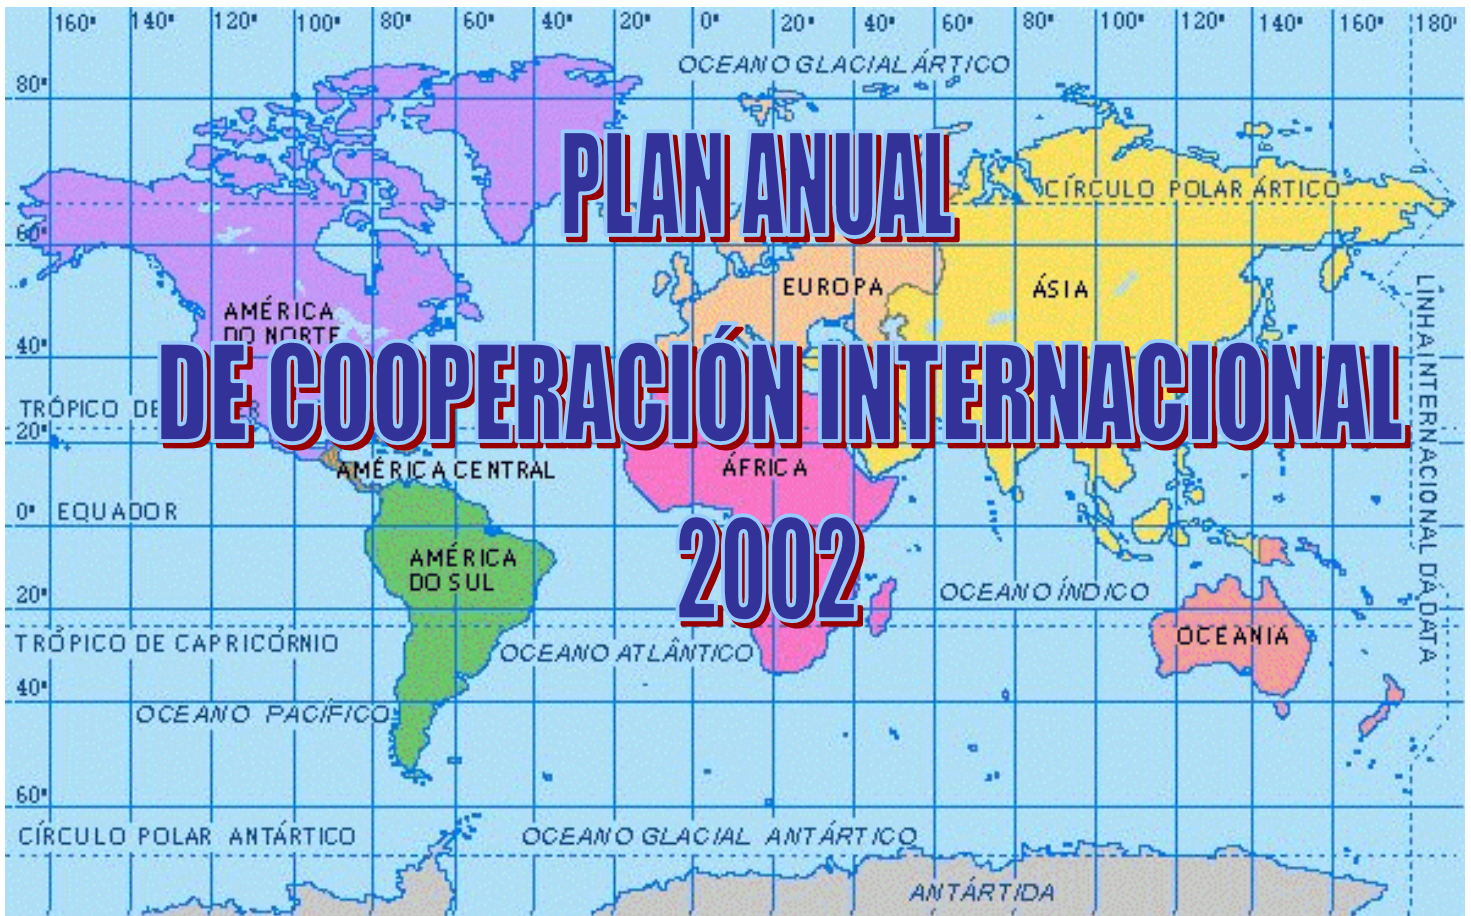 160° 140° 120° 100° 80° 60° 40° 20° 0° 20° 40° 60° 80° 100° 120° 140° 160° 180°
OCEANO GLACIAL ÁRTICO
80°
PLAN ANUAL
CÍRCULO POLAR ÁRTICO
60°
EUROPA
ÁSIA
AMÉRICA
DO NORTE
LÍNHA INTERNACIONAL DA DATA
40°
DE COOPERACIÓN INTERNACIONAL
TRÓPICO DE
20°
AMÉRICA CENTRAL
ÁFRICA
0° EQUADOR
2002
AMÉRICA
DO SUL
20°
OCEANO ÍNDICO
TRÓPICO DE CAPRICÓRNIO
OCEANO ATLÂNTICO
OCEANIA
40°
OCEANO PACÍFICO
60°
CÍRCULO POLAR ANTÁRTICO
OCEANO GLACIAL ANTÁRTICO
ANTÁRTIDA